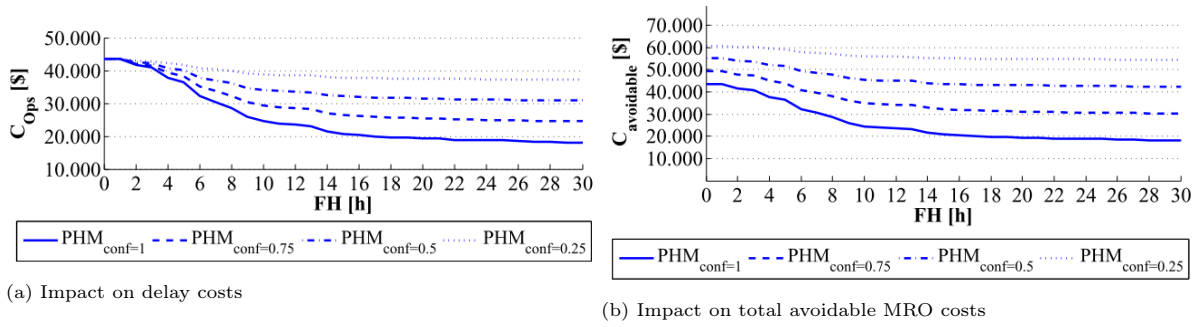 50.000
40.000
30.000
20.000
10.000
C_Ops [$]
0 2 4 6 8 10 12 14 16 18 20 22 24 26 28 30
FH [h]
PHM_conf=1 PHM_conf=0.75 PHM_conf=0.5 PHM_conf=0.25
(a) Impact on delay costs
70.000
60.000
50.000
40.000
30.000
20.000
10.000
C_avoidable [$]
0 2 4 6 8 10 12 14 16 18 20 22 24 26 28 30
FH [h]
PHM_conf=1 PHM_conf=0.75 PHM_conf=0.5 PHM_conf=0.25
(b) Impact on total avoidable MRO costs